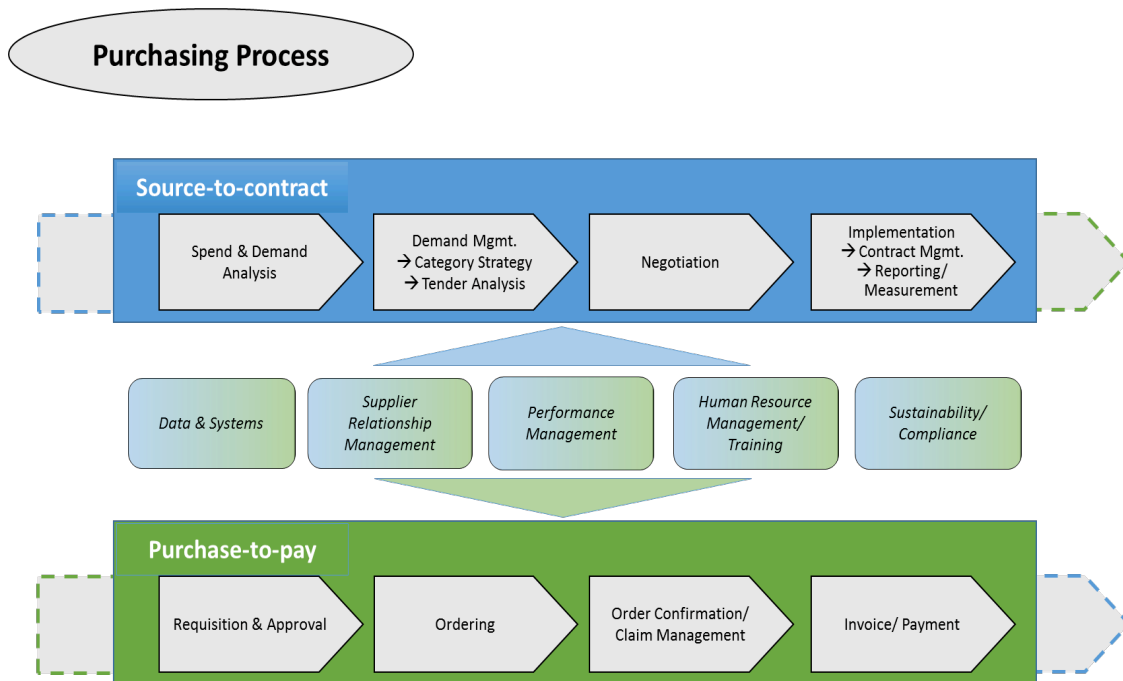 Purchasing Process
Source-to-contract
Spend & Demand
Analysis
Demand Mgmt.
→ Category Strategy
→ Tender Analysis
Negotiation
Implementation
→ Contract Mgmt.
→ Reporting/
Measurement
Data & Systems
Supplier
Relationship
Management
Performance
Management
Human Resource
Management/
Training
Sustainability/
Compliance
Purchase-to-pay
Requisition & Approval
Ordering
Order Confirmation/
Claim Management
Invoice/ Payment